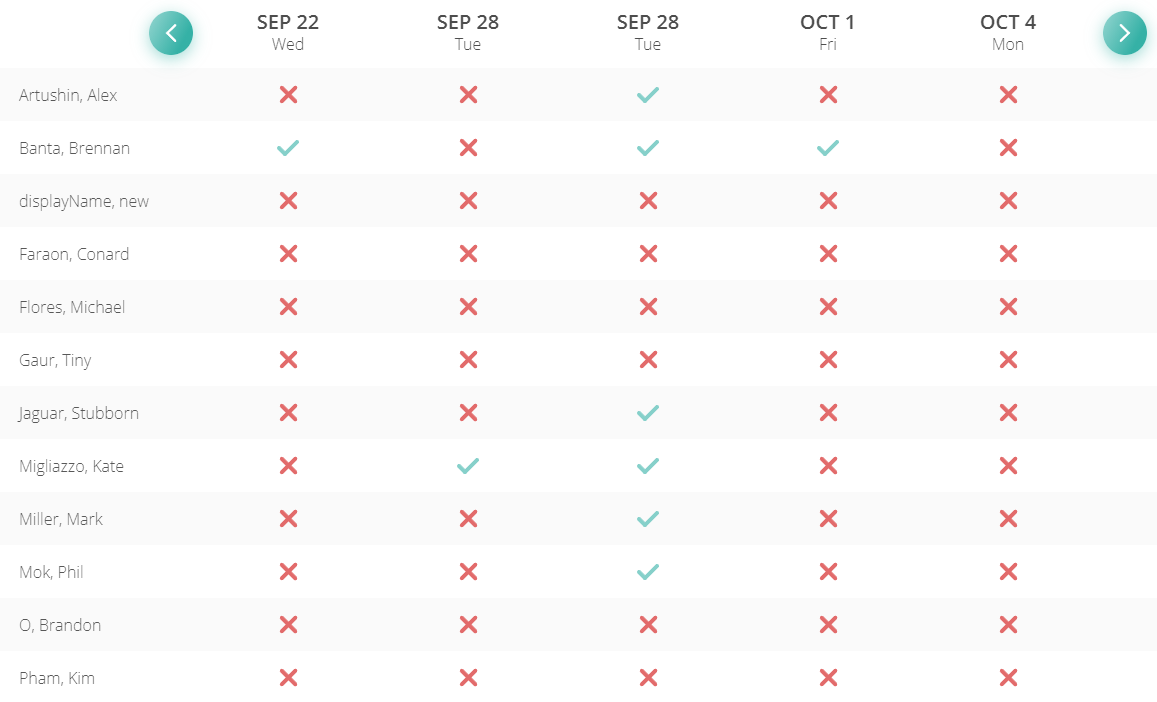 SEP 22 SEP 28 SEP 28 OCT 1 OCT 4
Wed Tue Tue Fri Mon
Artushin, Alex
Banta, Brennan
displayName, new
Faraon, Conard
Flores, Michael
Gaur, Tiny
Jaguar, Stubborn
Migliazzo, Kate
Miller, Mark
Mok, Phil
O, Brandon
Pham, Kim